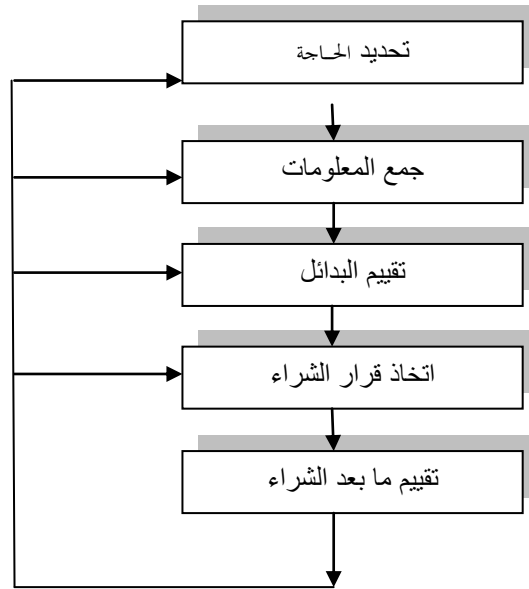 تحديد الحاجة
جمع المعلومات
تقييم البدائل
اتخاذ قرار الشراء
تقييم ما بعد الشراء